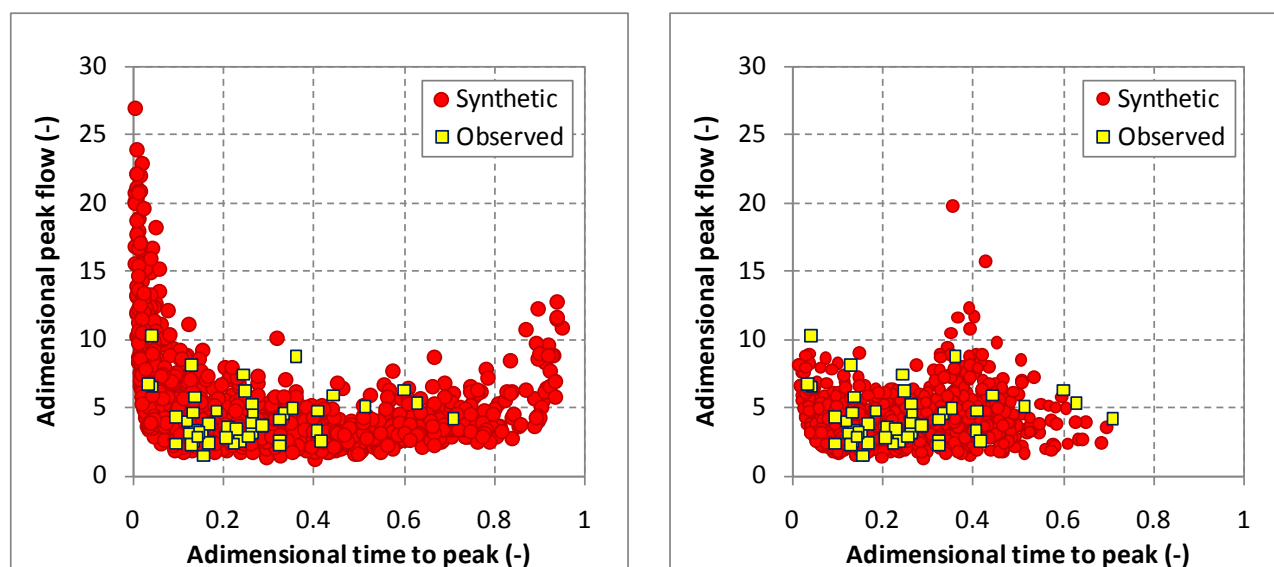 Adimensional peak flow (-)
30
25
20
15
10
5
0
Synthetic
Observed
0 0.2 0.4 0.6 0.8 1
Adimensional time to peak (-)
Adimensional peak flow (-)
30
25
20
15
10
5
0
Synthetic
Observed
0 0.2 0.4 0.6 0.8 1
Adimensional time to peak (-)